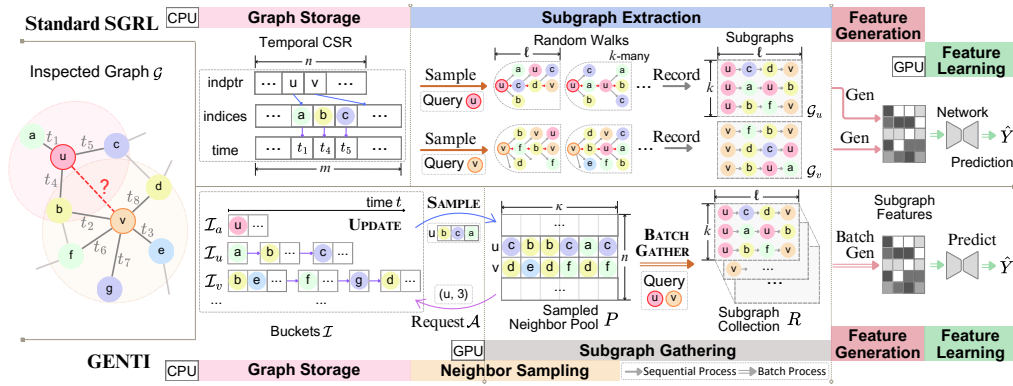 Standard SGRL
CPU Graph Storage
Subgraph Extraction
Feature Generation
GPU Feature Learning
Inspected Graph 𝒢
a t₁ u t₅ c
t₄ ? d
b t₈
t₂ v t₃
f t₆ t₇ e
g
Temporal CSR
n
indptr ⋯ u v ⋯
indices ⋯ a b c ⋯
time ⋯ t₁ t₄ t₅ ⋯
m
Random Walks
ℓ k-many
Sample
Query u
a u c
u c d v
b
c a
u a u b
b
...
Record
Sample
Query v
b v u
v f b v
d c
d v u
v b u a
e f b
...
Record
Subgraphs
ℓ
k
u c d v
u a u c
u b f v
𝒢ᵤ
v f b v
v d c u
v b u a
𝒢ᵥ
Gen
Gen
Network
Ŷ
Prediction
time t
UPDATE
ℐₐ u ⋯
ℐᵤ a b ⋯ c ⋯
ℐᵥ b e ⋯ f ⋯ g d ⋯
...
Buckets ℐ
SAMPLE
u b c a
(u, 3)
Request 𝒜
κ
n
u c b b c a c
v d e d f d f
Sampled
Neighbor Pool P
BATCH
GATHER
Query
u v
ℓ
k
u c d v
u a u b
u b f v
v ...
Subgraph
Collection R
Subgraph
Features
Batch
Gen
Predict
Ŷ
GENTI
GPU Subgraph Gathering
Feature Generation
Feature Learning
CPU Graph Storage
Neighbor Sampling
Sequential Process Batch Process